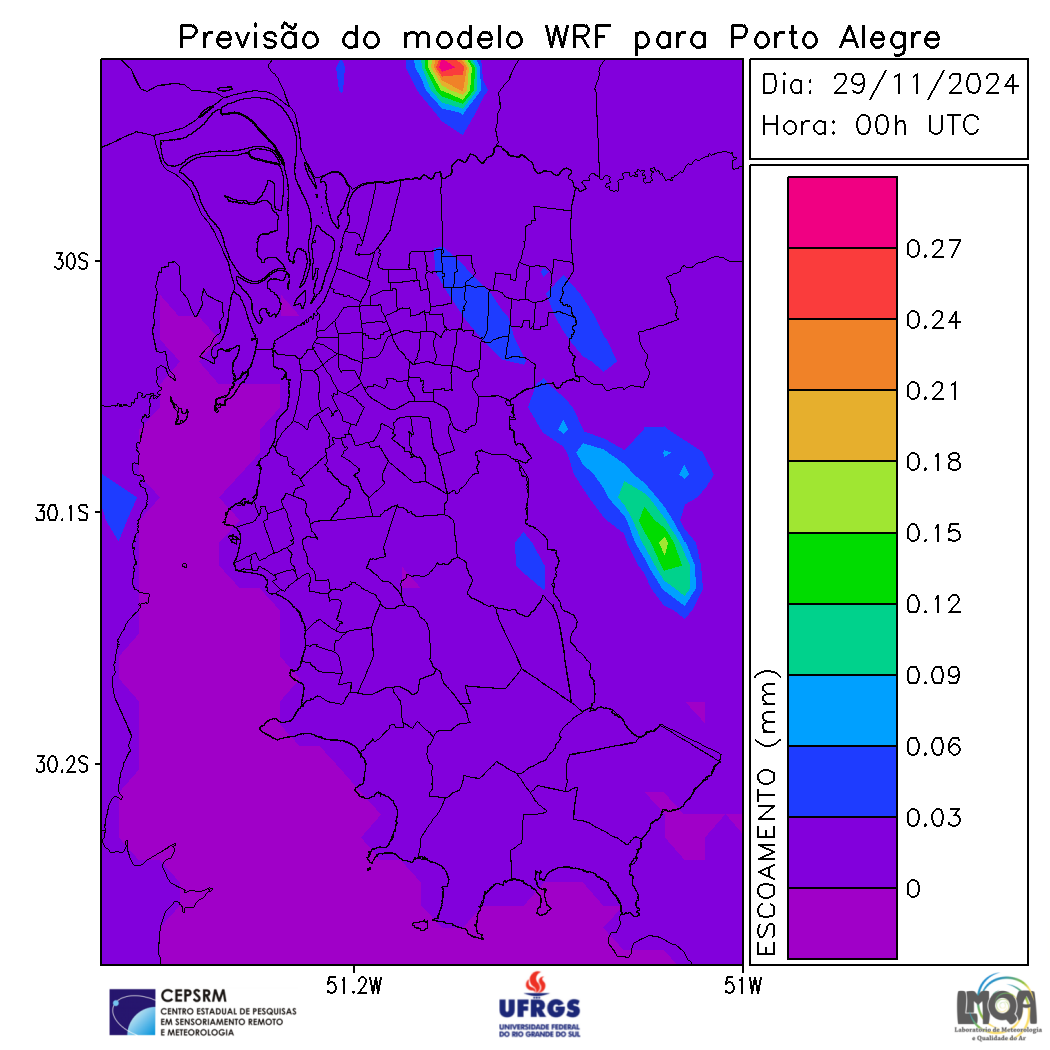 Previsão do modelo WRF para Porto Alegre
Dia: 29/11/2024
Hora: 00h UTC
30S
30.1S
30.2S
51.2W
51W
ESCOAMENTO (mm)
0.27
0.24
0.21
0.18
0.15
0.12
0.09
0.06
0.03
0
CEPSRM
CENTRO ESTADUAL DE PESQUISAS
EM SENSORIAMENTO REMOTO
E METEOROLOGIA
UFRGS
UNIVERSIDADE FEDERAL
DO RIO GRANDE DO SUL
LMQA
Laboratório de Meteorologia
e Qualidade do Ar